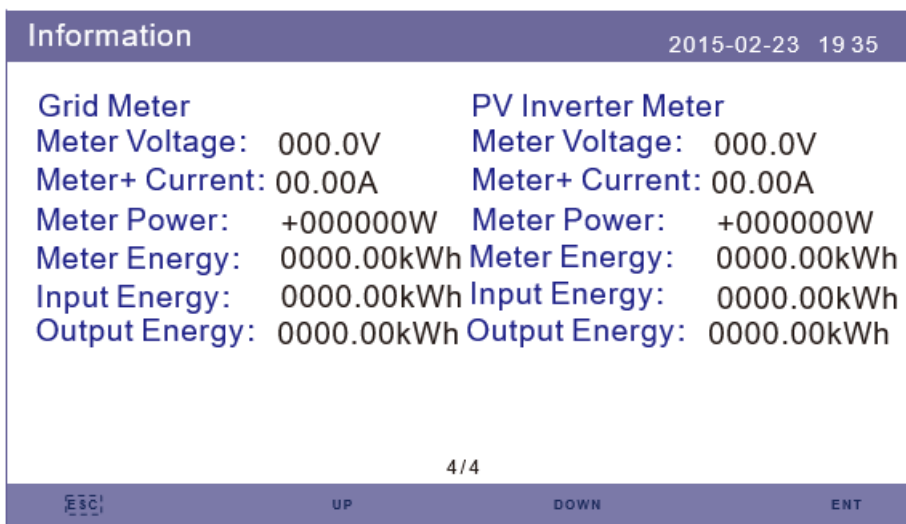 Information 2015-02-23 19 35
Grid Meter PV Inverter Meter
Meter Voltage: 000.0V Meter Voltage: 000.0V
Meter+ Current: 00.00A Meter+ Current: 00.00A
Meter Power: +000000W Meter Power: +000000W
Meter Energy: 0000.00kWh Meter Energy: 0000.00kWh
Input Energy: 0000.00kWh Input Energy: 0000.00kWh
Output Energy: 0000.00kWh Output Energy: 0000.00kWh
4/4
ESC UP DOWN ENT